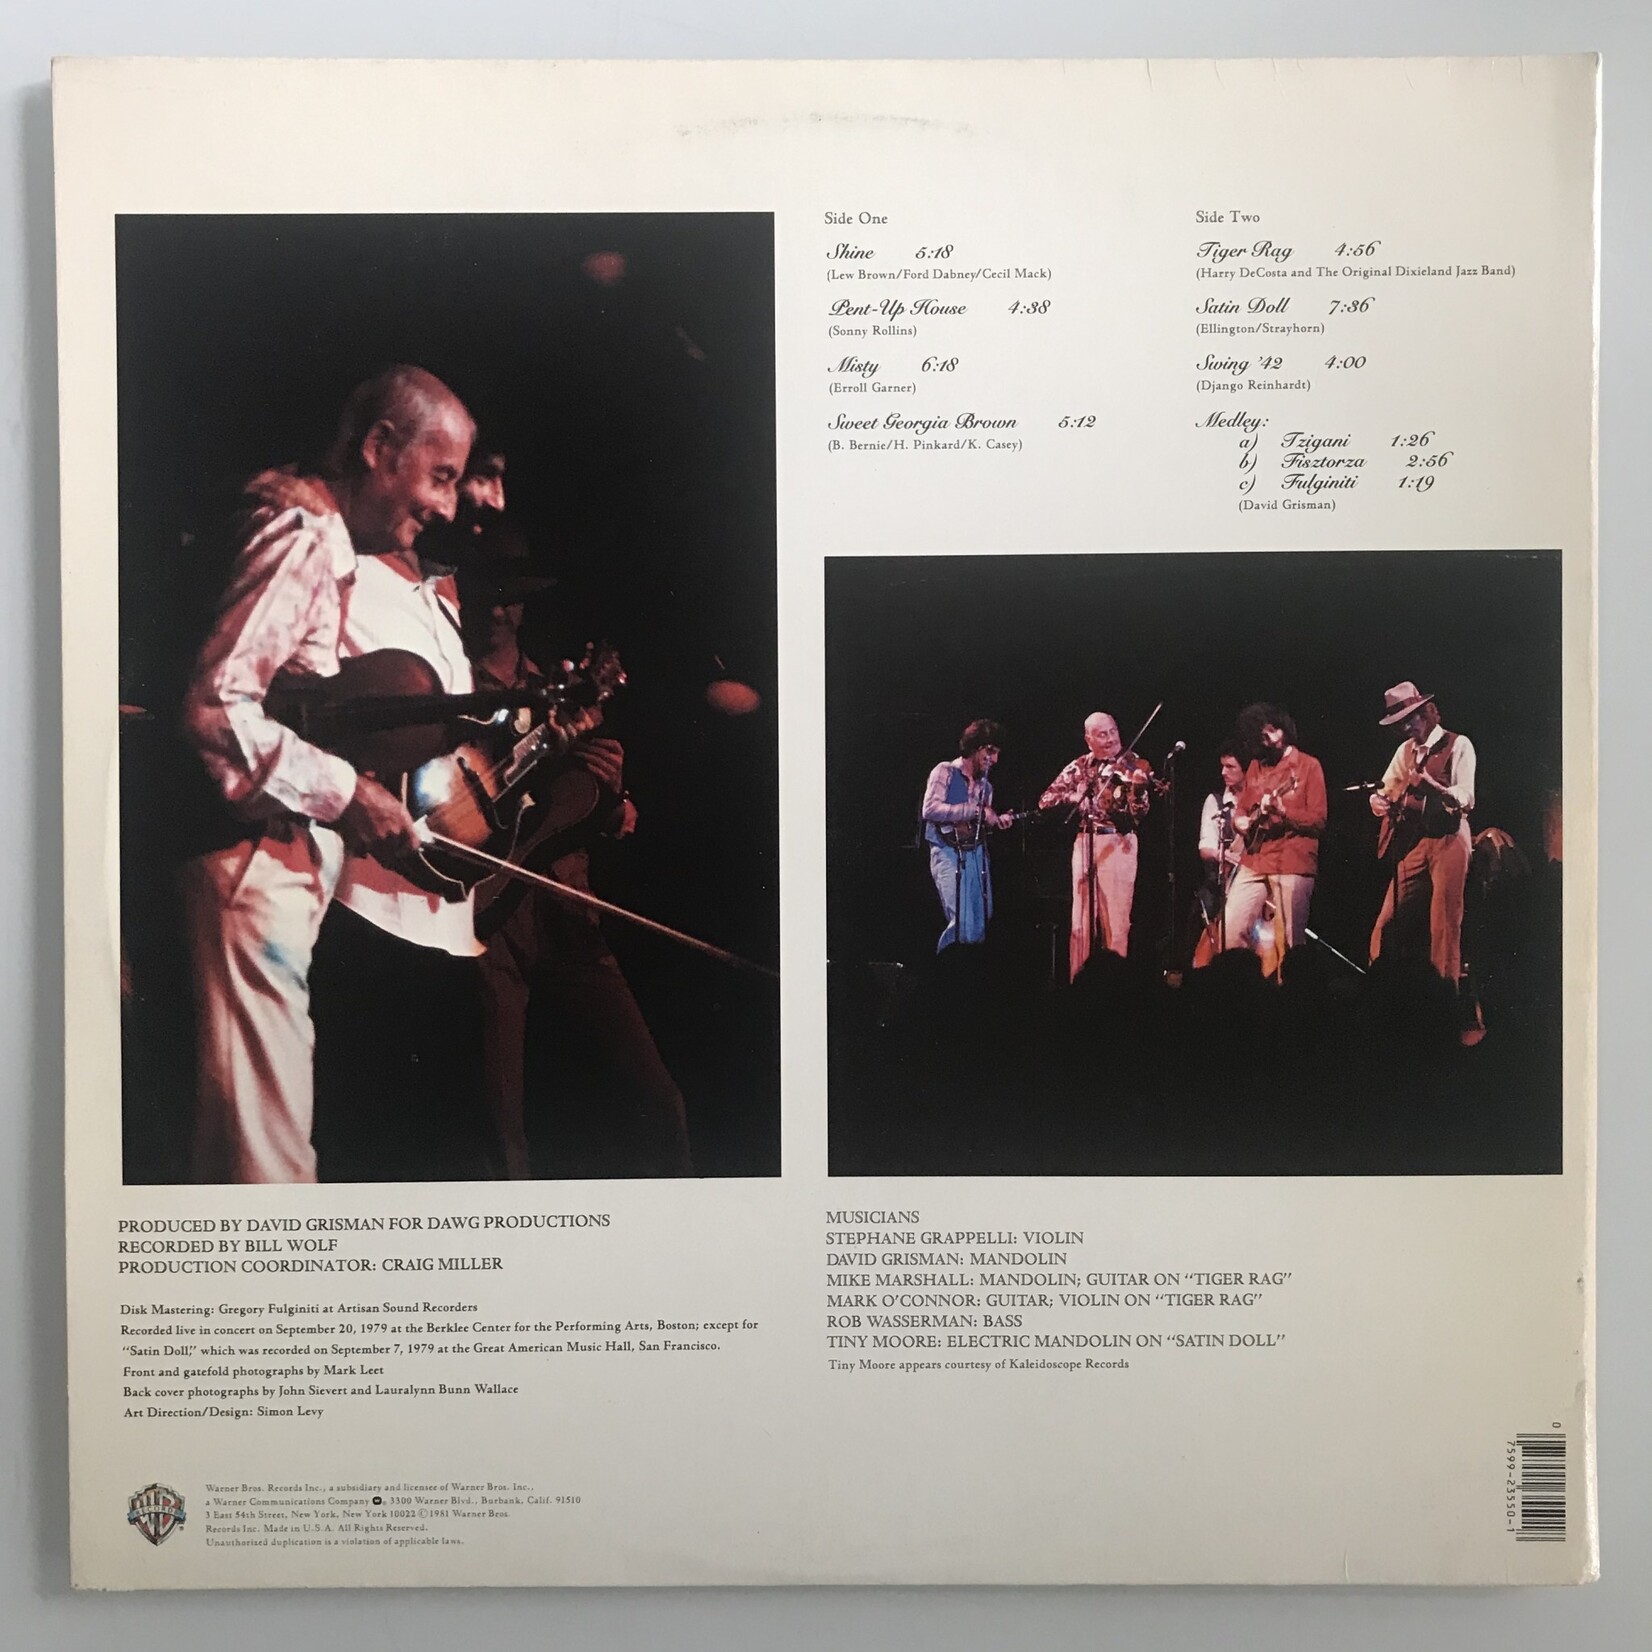 Side One
Shine 5:18
(Lew Brown/Ford Dabney/Cecil Mack)
Pent-Up House 4:38
(Sonny Rollins)
Misty 6:18
(Erroll Garner)
Sweet Georgia Brown 5:12
(B. Bernie/H. Pinkard/K. Casey)
Side Two
Tiger Rag 4:56
(Harry DeCosta and The Original Dixieland Jazz Band)
Satin Doll 7:36
(Ellington/Strayhorn)
Swing '42 4:00
(Django Reinhardt)
Medley:
a) Tzigani 1:26
b) Fisztorza 2:56
c) Fulginiti 1:19
(David Grisman)
PRODUCED BY DAVID GRISMAN FOR DAWG PRODUCTIONS
RECORDED BY BILL WOLF
PRODUCTION COORDINATOR: CRAIG MILLER
Disk Mastering: Gregory Fulginiti at Artisan Sound Recorders
Recorded live in concert on September 20, 1979 at the Berklee Center for the Performing Arts, Boston; except for
"Satin Doll," which was recorded on September 7, 1979 at the Great American Music Hall, San Francisco.
Front and gatefold photographs by Mark Leet
Back cover photographs by John Sievert and Lauralynn Bunn Wallace
Art Direction/Design: Simon Levy
MUSICIANS
STEPHANE GRAPPELLI: VIOLIN
DAVID GRISMAN: MANDOLIN
MIKE MARSHALL: MANDOLIN; GUITAR ON "TIGER RAG"
MARK O'CONNOR: GUITAR; VIOLIN ON "TIGER RAG"
ROB WASSERMAN: BASS
TINY MOORE: ELECTRIC MANDOLIN ON "SATIN DOLL"
Tiny Moore appears courtesy of Kaleidoscope Records
RECORDS
Warner Bros. Records Inc., a subsidiary and licensee of Warner Bros. Inc.,
a Warner Communications Company ®, 3300 Warner Blvd., Burbank, Calif. 91510
3 East 54th Street, New York, New York 10022 ©1981 Warner Bros.
Records Inc. Made in U.S.A. All Rights Reserved.
Unauthorized duplication is a violation of applicable laws.
0 7599-23550-1